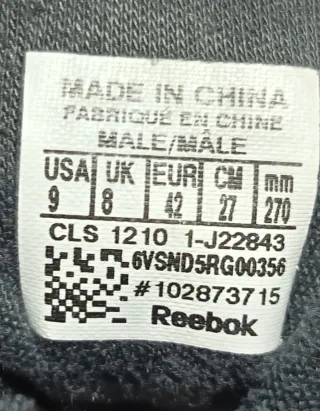 MADE IN CHINA
FABRIQUÉ EN CHINE
MALE/MÂLE
USA UK EUR CM mm
9 8 42 27 270
CLS 1210 1-J22843
6VSND5RG00356
#102873715
Reebok